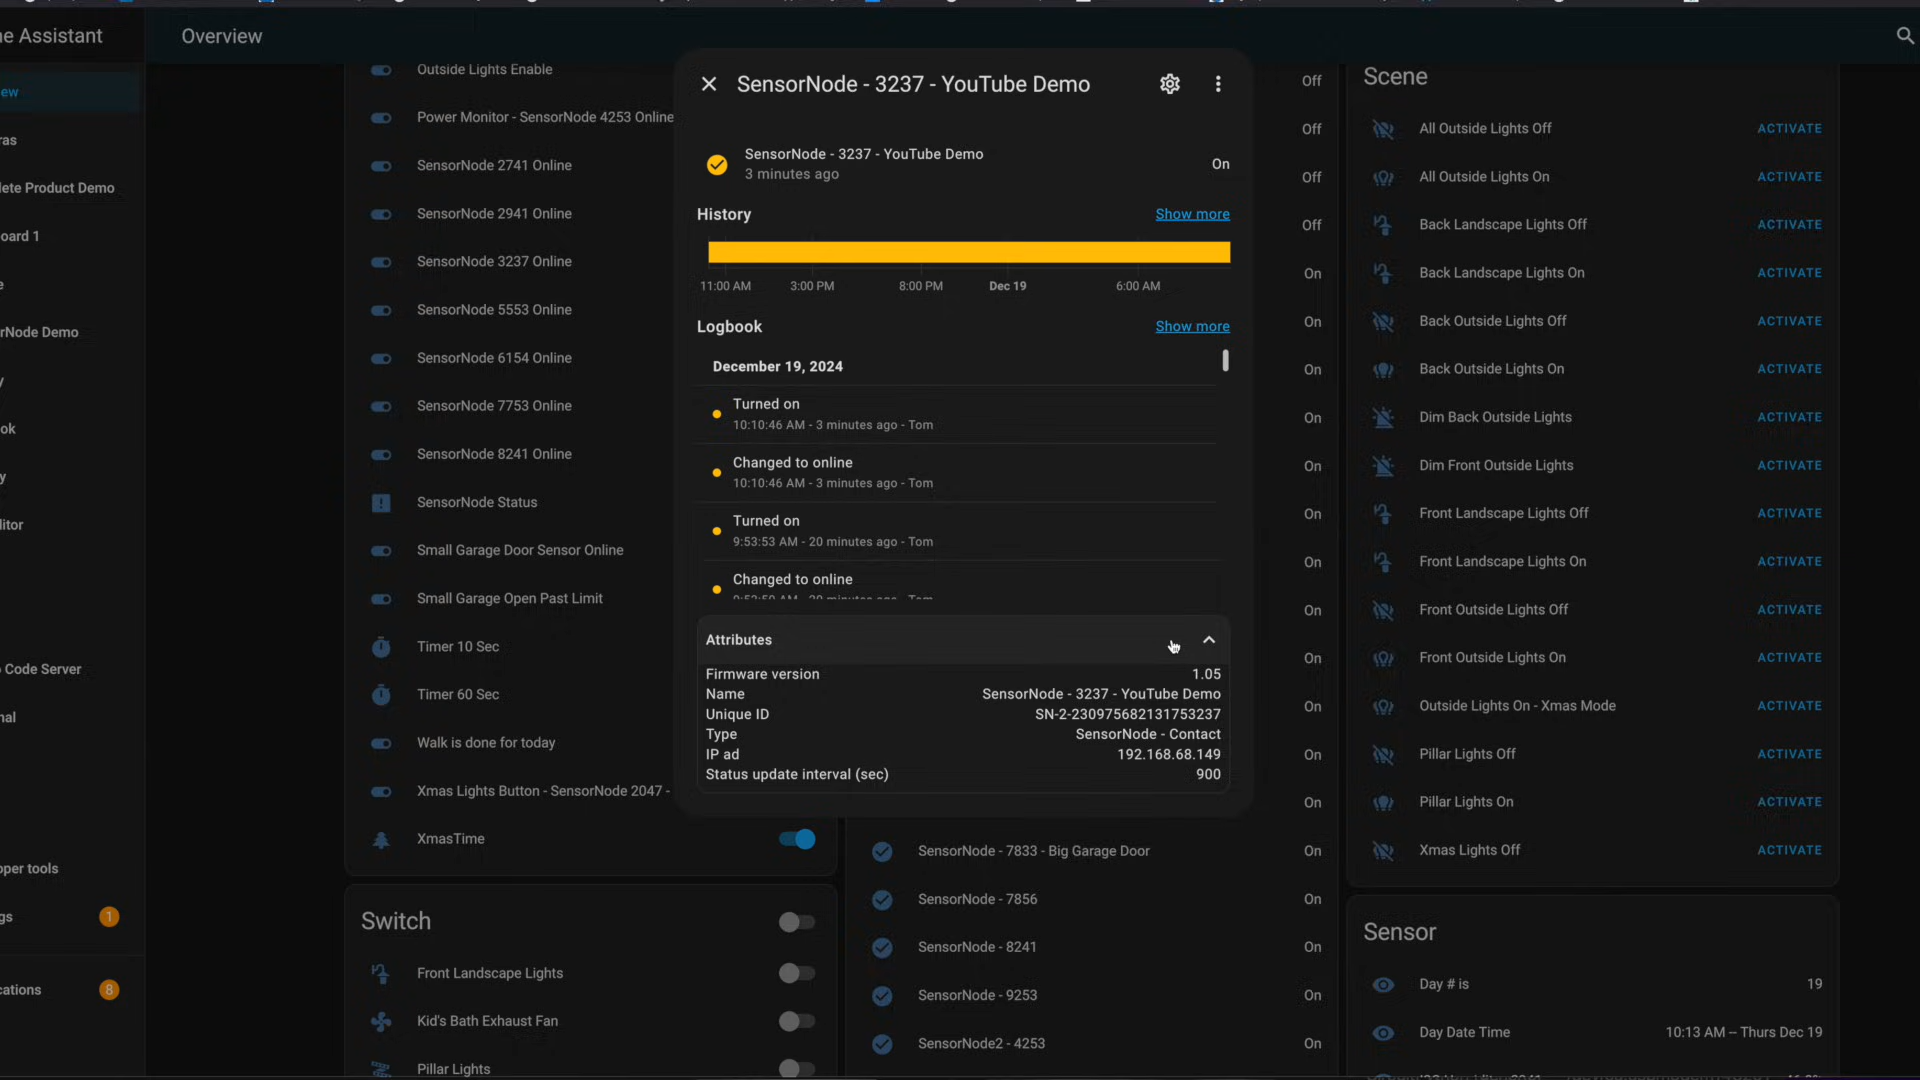 e Assistant
Overview
ew
ras
lete Product Demo
oard 1
e
rNode Demo
y
ok
y
litor
o Code Server
nal
oper tools
gs
1
cations
8
Outside Lights Enable
Power Monitor - SensorNode 4253 Online
SensorNode 2741 Online
SensorNode 2941 Online
SensorNode 3237 Online
SensorNode 5553 Online
SensorNode 6154 Online
SensorNode 7753 Online
SensorNode 8241 Online
SensorNode Status
Small Garage Door Sensor Online
Small Garage Open Past Limit
Timer 10 Sec
Timer 60 Sec
Walk is done for today
Xmas Lights Button - SensorNode 2047 -
XmasTime
Switch
Front Landscape Lights
Kid's Bath Exhaust Fan
Pillar Lights
SensorNode - 3237 - YouTube Demo
SensorNode - 3237 - YouTube Demo
3 minutes ago
On
History
Show more
11:00 AM 3:00 PM 8:00 PM Dec 19 6:00 AM
Logbook
Show more
December 19, 2024
Turned on
10:10:46 AM - 3 minutes ago - Tom
Changed to online
10:10:46 AM - 3 minutes ago - Tom
Turned on
9:53:53 AM - 20 minutes ago - Tom
Changed to online
Attributes
Firmware version 1.05
Name SensorNode - 3237 - YouTube Demo
Unique ID SN-2-230975682131753237
Type SensorNode - Contact
IP ad 192.168.68.149
Status update interval (sec) 900
Off
Off
Off
Off
On
On
On
On
On
On
On
On
On
On
On
On
SensorNode - 7833 - Big Garage Door On
SensorNode - 7856 On
SensorNode - 8241 On
SensorNode - 9253 On
SensorNode2 - 4253 On
Scene
All Outside Lights Off ACTIVATE
All Outside Lights On ACTIVATE
Back Landscape Lights Off ACTIVATE
Back Landscape Lights On ACTIVATE
Back Outside Lights Off ACTIVATE
Back Outside Lights On ACTIVATE
Dim Back Outside Lights ACTIVATE
Dim Front Outside Lights ACTIVATE
Front Landscape Lights Off ACTIVATE
Front Landscape Lights On ACTIVATE
Front Outside Lights Off ACTIVATE
Front Outside Lights On ACTIVATE
Outside Lights On - Xmas Mode ACTIVATE
Pillar Lights Off ACTIVATE
Pillar Lights On ACTIVATE
Xmas Lights Off ACTIVATE
Sensor
Day # is 19
Day Date Time 10:13 AM – Thurs Dec 19